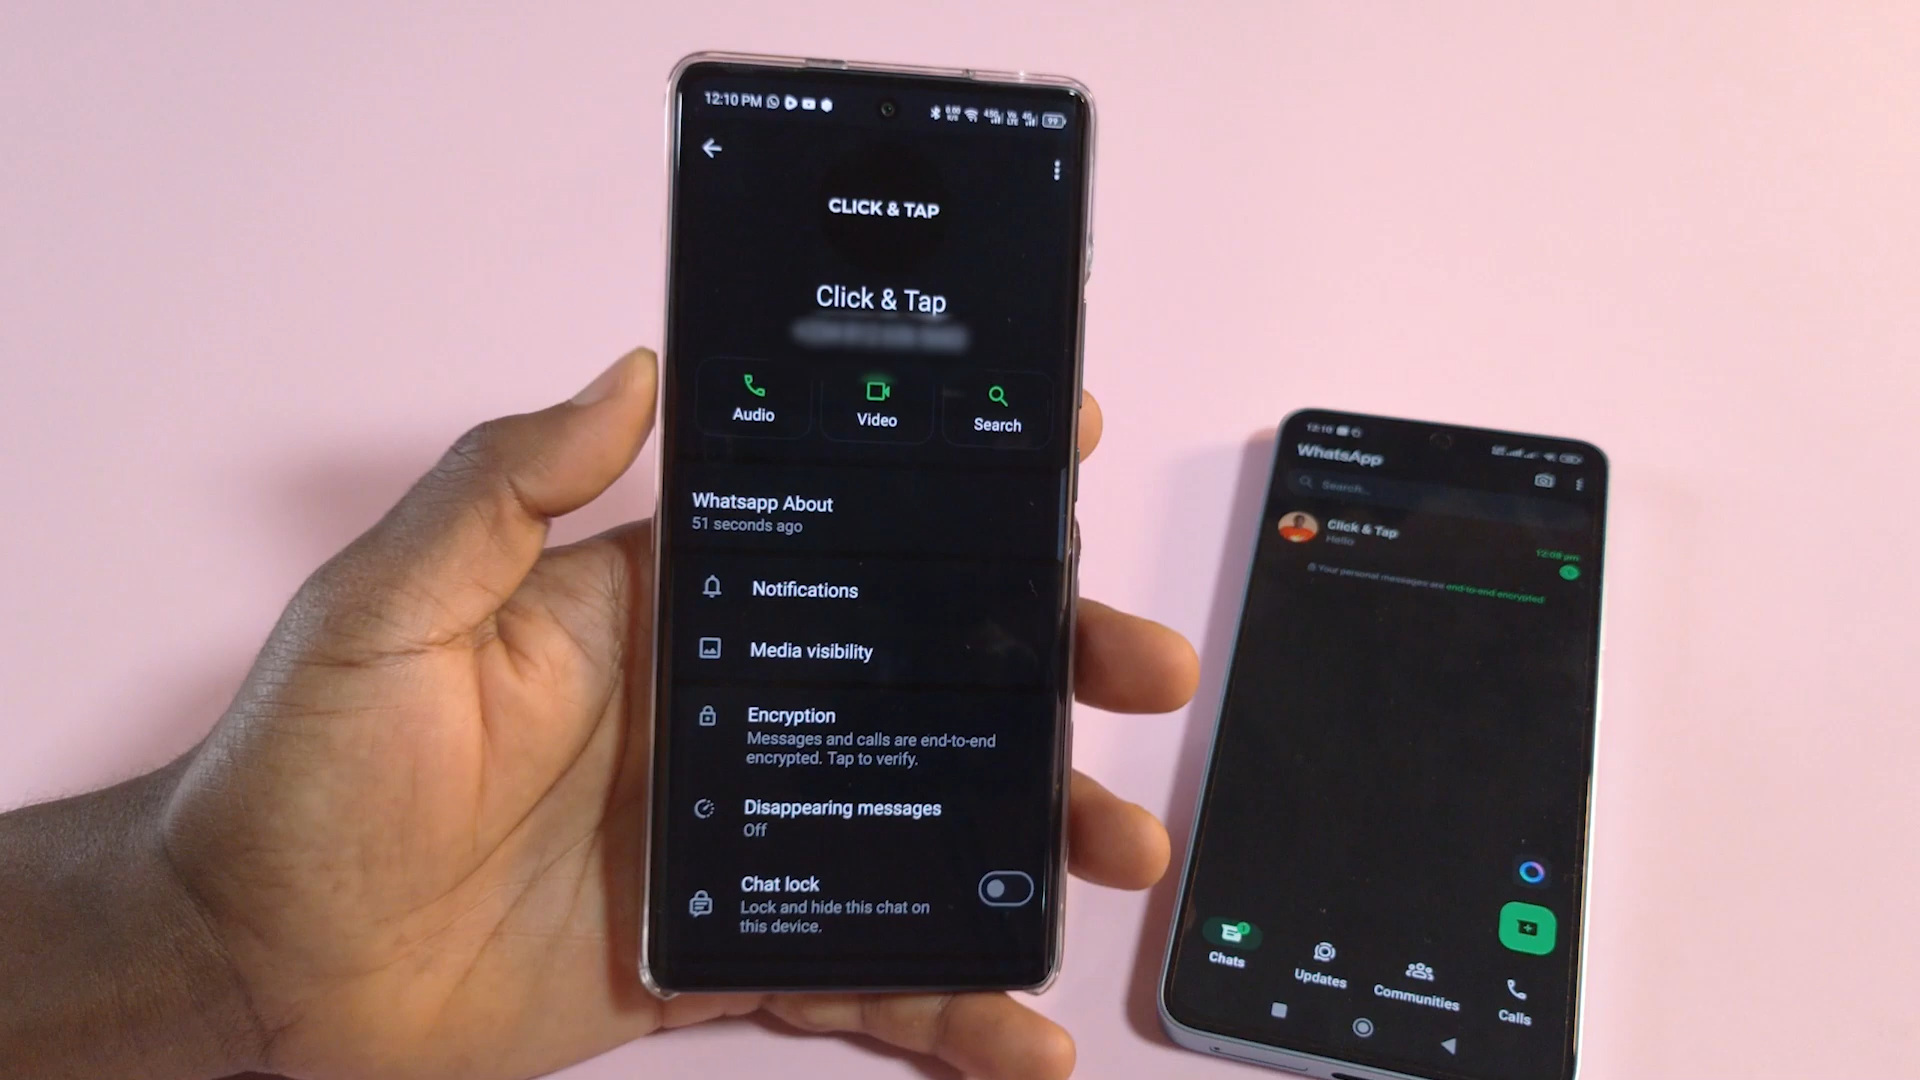 12:10 PM
99
CLICK & TAP
Click & Tap
Audio
Video
Search
Whatsapp About
51 seconds ago
Notifications
Media visibility
Encryption
Messages and calls are end-to-end
encrypted. Tap to verify.
Disappearing messages
Off
Chat lock
Lock and hide this chat on
this device.
12:10
WhatsApp
Search...
Click & Tap
Hello
12:09 pm
Your personal messages are end-to-end encrypted
Chats
Updates
Communities
Calls